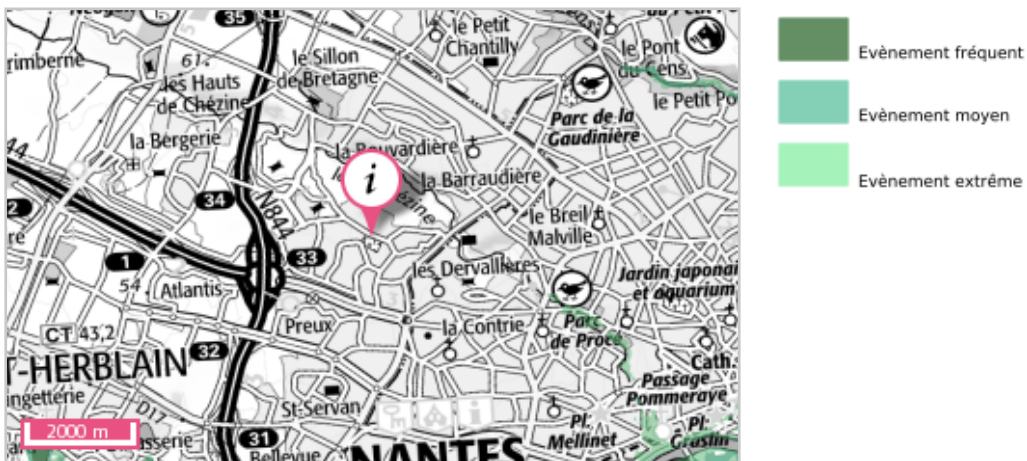 35
le Petit
Chantilly
le Sillon
de Bretagne
61.
les Hauts
de Chézine
le Pont
du Cens
le Petit Po
Parc de la
Gaudinière
la Bergerie
44
la Bouvardière
la Barraudière
34
N844
i
le Breil
Malville
2
re
1
33
54.
Atlantis
les Dervallières
Jardin japonai
et aquarium
CT 43,2
Preux
la Contrie
Parc
de Procé
T-HERBLAIN
32
Cath.
Passage
Pommeraye
ingetterie
D17
St-Servan
2000 m
asserie
31
Bellevue
NANTES
Pl.
Mellinet
Pl.
Graslin
Evènement fréquent
Evènement moyen
Evènement extrême